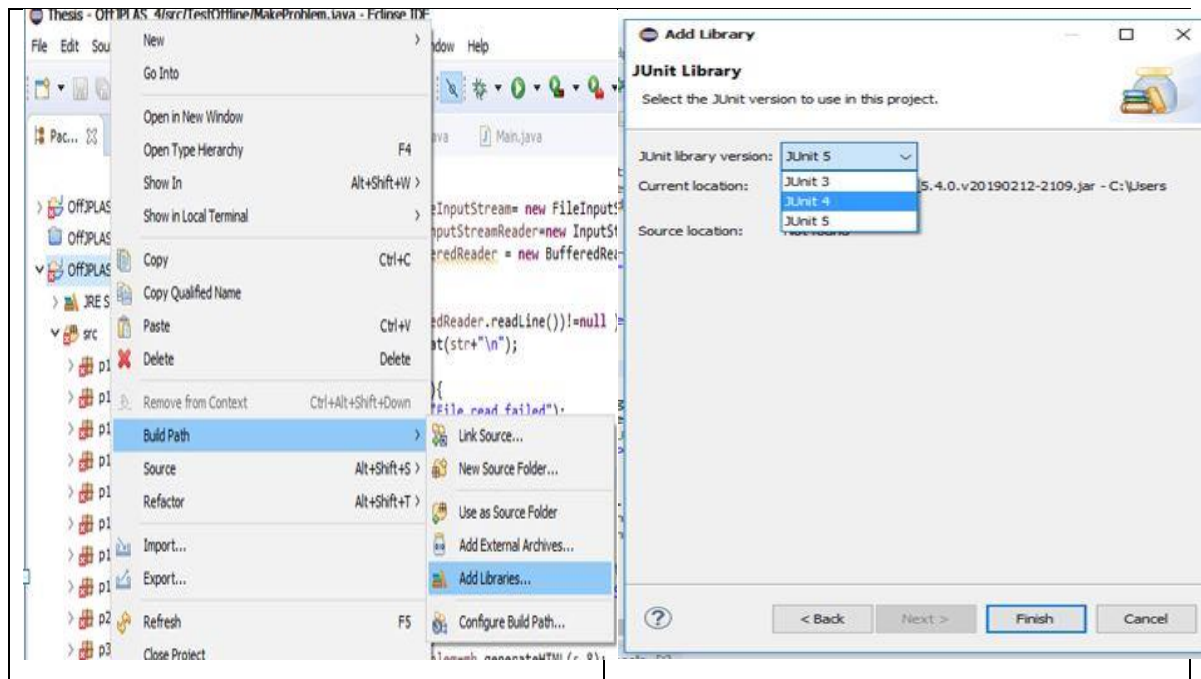 Thesis - OffJPLAS_4/src/TestOffline/MakeProblem.java - Eclipse IDE
File Edit Sou
dow Help
Pac...
ava
Main.java
OffJPLAS
OffJPLAS
OffJPLAS
JRE S
src
p1
p1
p1
p1
p1
p1
p1
p1
p2
p3
New
Go Into
Open in New Window
Open Type Hierarchy F4
Show In Alt+Shift+W
Show in Local Terminal
Copy Ctrl+C
Copy Qualified Name
Paste Ctrl+V
Delete Delete
Remove from Context Ctrl+Alt+Shift+Down
Build Path
Source Alt+Shift+S
Refactor Alt+Shift+T
Import...
Export...
Refresh F5
Close Project
eInputStream= new FileInputS
nputStreamReader=new InputSt
eredReader = new BufferedRea
edReader.readLine())!=null )
at(str+"\n");
){
"File read failed");
Link Source...
New Source Folder...
Use as Source Folder
Add External Archives...
Add Libraries...
Configure Build Path...
generateHTML(s,8);
Add Library
JUnit Library
Select the JUnit version to use in this project.
JUnit library version: JUnit 5
JUnit 3
JUnit 4
JUnit 5
Current location: 5.4.0.v20190212-2109.jar - C:\Users
Source location: Not found
? < Back Next > Finish Cancel